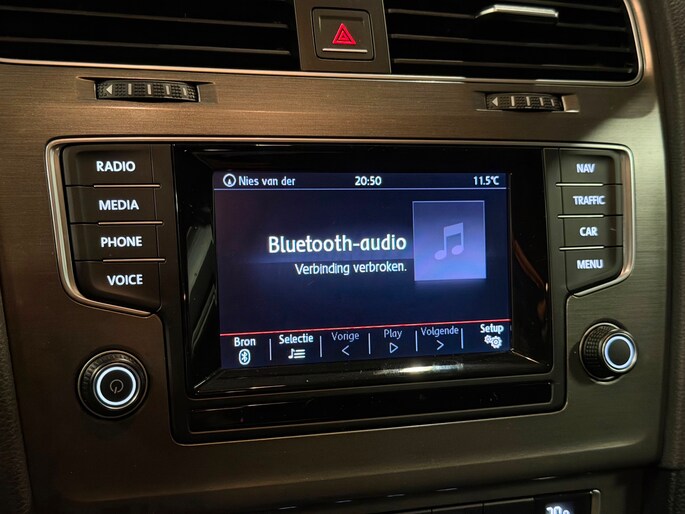 RADIO
MEDIA
PHONE
VOICE
Nies van der 20:50 11.5°C
Bluetooth-audio
Verbinding verbroken.
Bron Selectie Vorige Play Volgende Setup
NAV
TRAFFIC
CAR
MENU